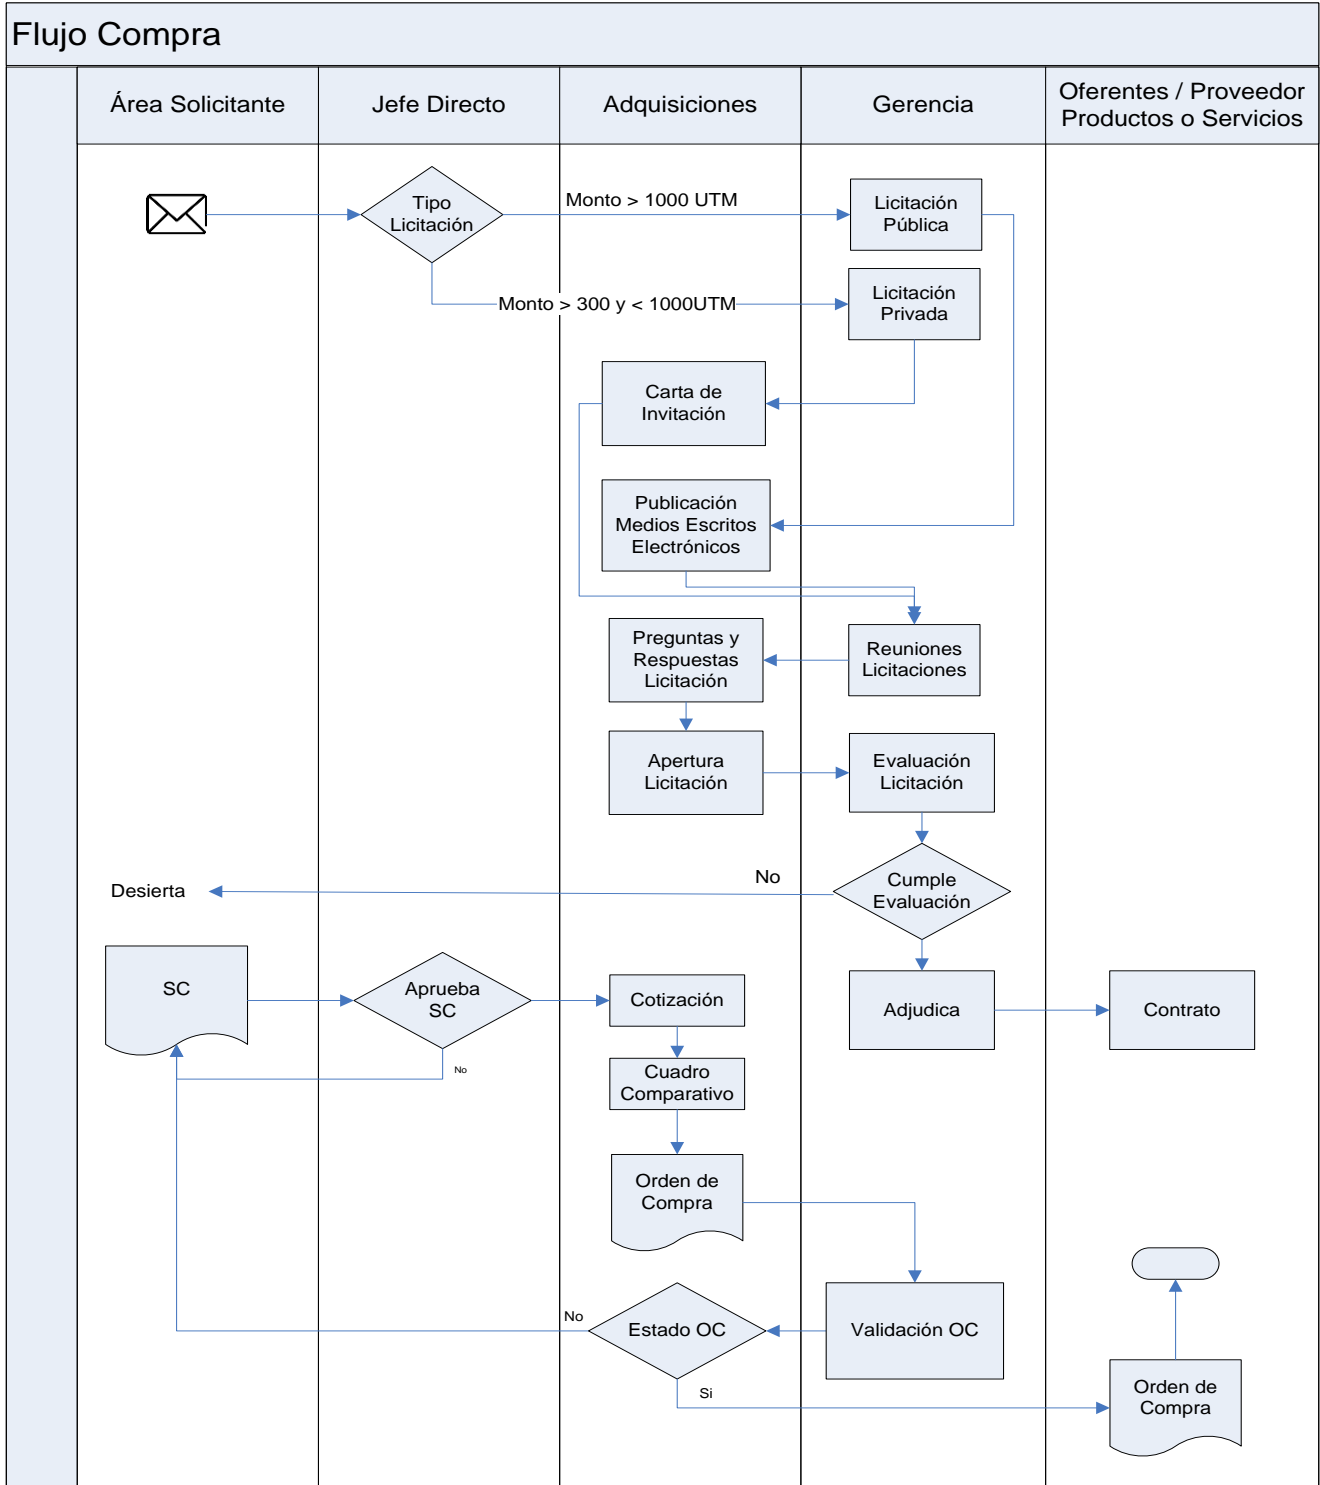 Flujo Compra
Área Solicitante
Jefe Directo
Adquisiciones
Gerencia
Oferentes / Proveedor
Productos o Servicios
Tipo
Licitación
Monto > 1000 UTM
Licitación
Pública
Monto > 300 y < 1000UTM
Licitación
Privada
Carta de
Invitación
Publicación
Medios Escritos
Electrónicos
Preguntas y
Respuestas
Licitación
Reuniones
Licitaciones
Apertura
Licitación
Evaluación
Licitación
Desierta
No
Cumple
Evaluación
SC
Aprueba
SC
No
Cotización
Adjudica
Contrato
Cuadro
Comparativo
Orden de
Compra
No
Estado OC
Validación OC
Si
Orden de
Compra